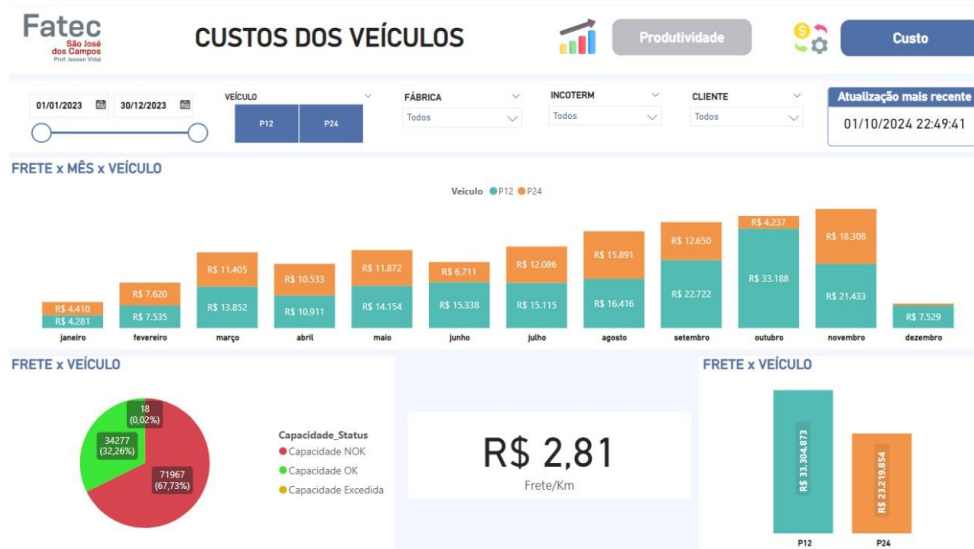 Fatec
São José
dos Campos
Prof. Jessen Vidal
CUSTOS DOS VEÍCULOS
Produtividade
Custo
01/01/2023
30/12/2023
VEÍCULO
P12
P24
FÁBRICA
Todos
INCOTERM
Todos
CLIENTE
Todos
Atualização mais recente
01/10/2024 22:49:41
FRETE x MÊS x VEÍCULO
Veículo P12 P24
R$ 4.410
R$ 4.281
janeiro
R$ 7.620
R$ 7.535
fevereiro
R$ 11.405
R$ 13.852
março
R$ 10.533
R$ 10.911
abril
R$ 11.872
R$ 14.154
maio
R$ 6.711
R$ 15.338
junho
R$ 12.086
R$ 15.115
julho
R$ 15.891
R$ 16.416
agosto
R$ 12.650
R$ 22.722
setembro
R$ 4.237
R$ 33.188
outubro
R$ 18.308
R$ 21.433
novembro
R$ 7.529
dezembro
FRETE x VEÍCULO
18
(0,02%)
34277
(32,26%)
71967
(67,73%)
Capacidade_Status
Capacidade NOK
Capacidade OK
Capacidade Excedida
R$ 2,81
Frete/Km
FRETE x VEÍCULO
R$ 33.304.873
P12
R$ 23.219.854
P24